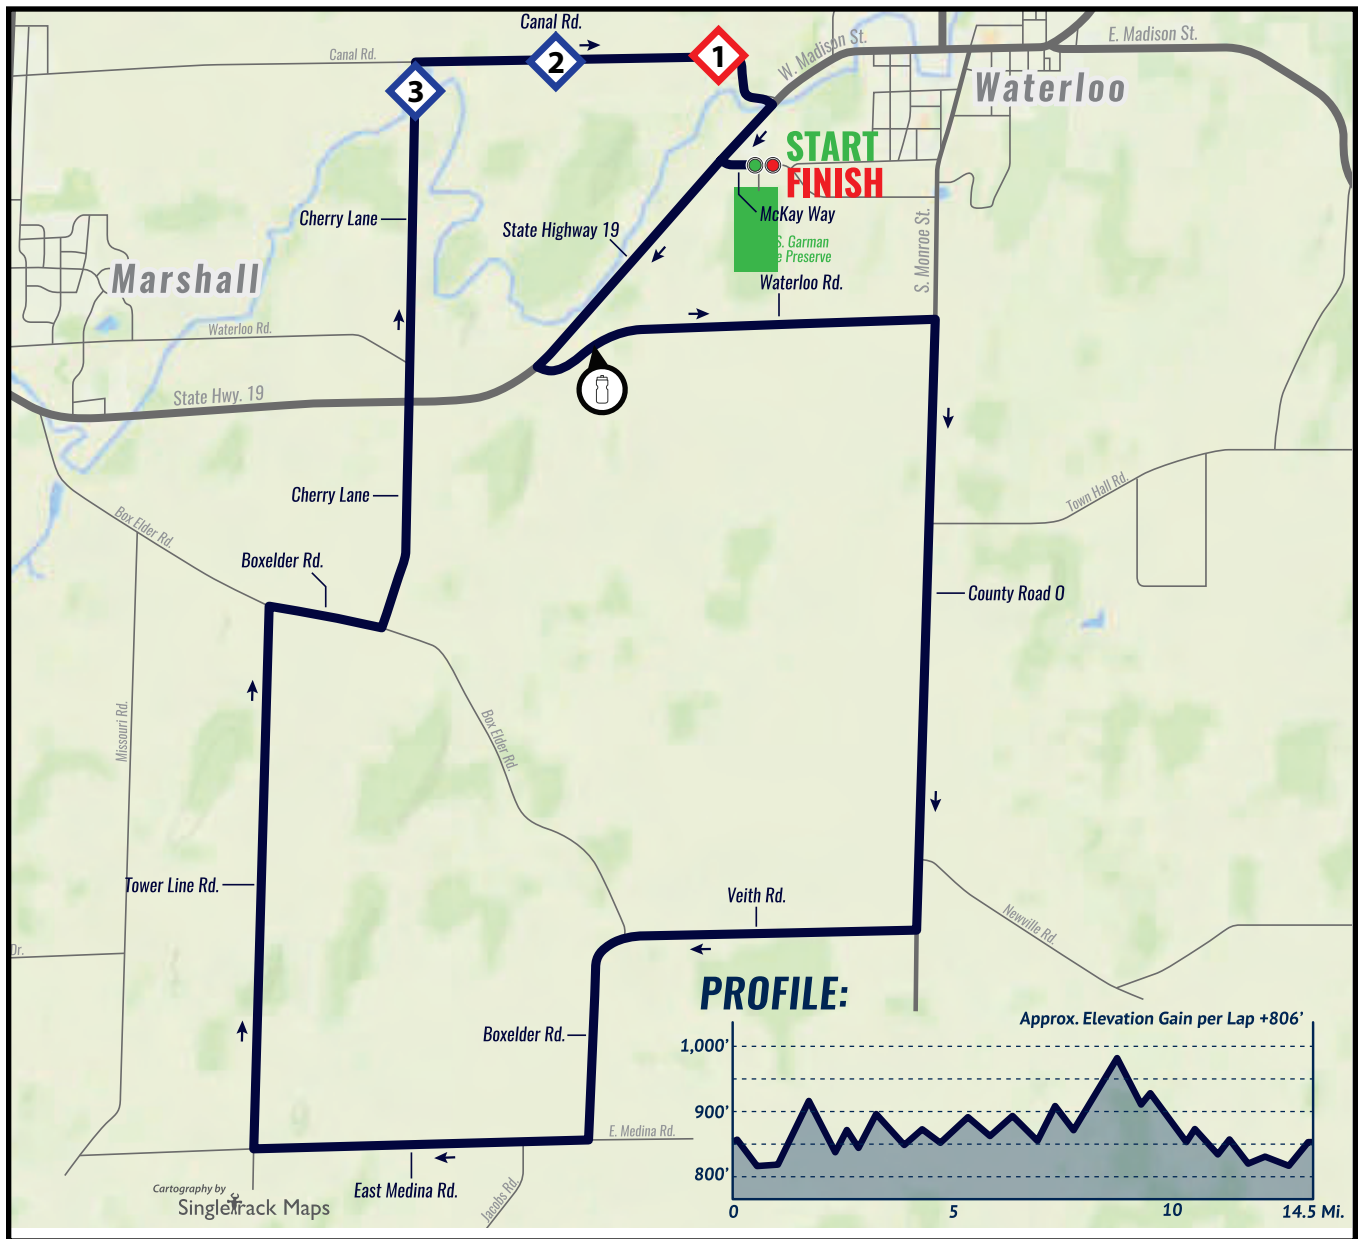 Canal Rd.
Canal Rd.
3
2
1
W. Madison St.
E. Madison St.
Waterloo
START
FINISH
McKay Way
S. Garman
e Preserve
Waterloo Rd.
S. Monroe St.
Cherry Lane
State Highway 19
Marshall
Waterloo Rd.
State Hwy. 19
Cherry Lane
Box Elder Rd.
Boxelder Rd.
Town Hall Rd.
County Road O
Missouri Rd.
Box Elder Rd.
Tower Line Rd.
Veith Rd.
Newville Rd.
Dr.
Boxelder Rd.
E. Medina Rd.
East Medina Rd.
Jacobs Rd.
Cartography by
Singletrack Maps
PROFILE:
Approx. Elevation Gain per Lap +806’
1,000’
900’
800’
0
5
10
14.5 Mi.